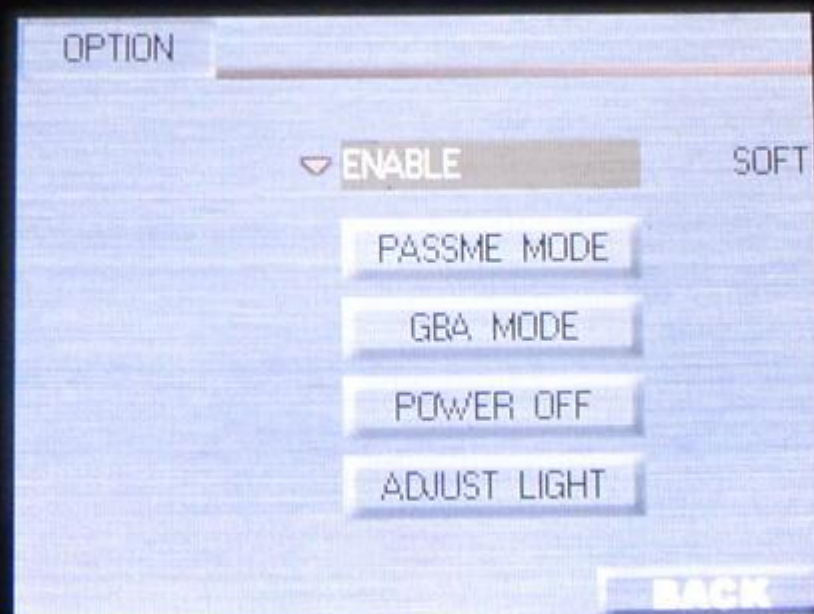 OPTION
ENABLE SOFT
PASSME MODE
GBA MODE
POWER OFF
ADJUST LIGHT
BACK